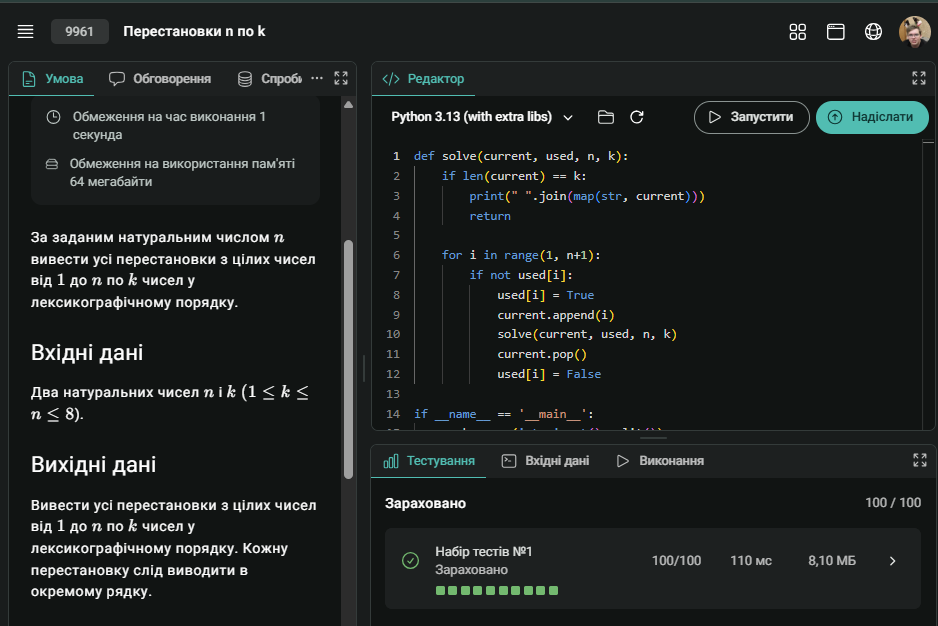 9961
Перестановки n по k
Умова
Обговорення
Спроби
...
Обмеження на час виконання 1
секунда
Обмеження на використання пам'яті
64 мегабайти
За заданим натуральним числом n
вивести усі перестановки з цілих чисел
від 1 до n по k чисел у
лексикографічному порядку.
Вхідні дані
Два натуральних чисел n і k (1 ≤ k ≤
n ≤ 8).
Вихідні дані
Вивести усі перестановки з цілих чисел
від 1 до n по k чисел у
лексикографічному порядку. Кожну
перестановку слід виводити в
окремому рядку.
</> Редактор
Python 3.13 (with extra libs)
Запустити
Надіслати
1 def solve(current, used, n, k):
2     if len(current) == k:
3         print(" ".join(map(str, current)))
4         return
5
6     for i in range(1, n+1):
7         if not used[i]:
8             used[i] = True
9             current.append(i)
10             solve(current, used, n, k)
11             current.pop()
12             used[i] = False
13
14 if __name__ == '__main__':
Тестування
Вхідні дані
Виконання
Зараховано
100 / 100
Набір тестів №1
Зараховано
100/100
110 мс
8,10 МБ